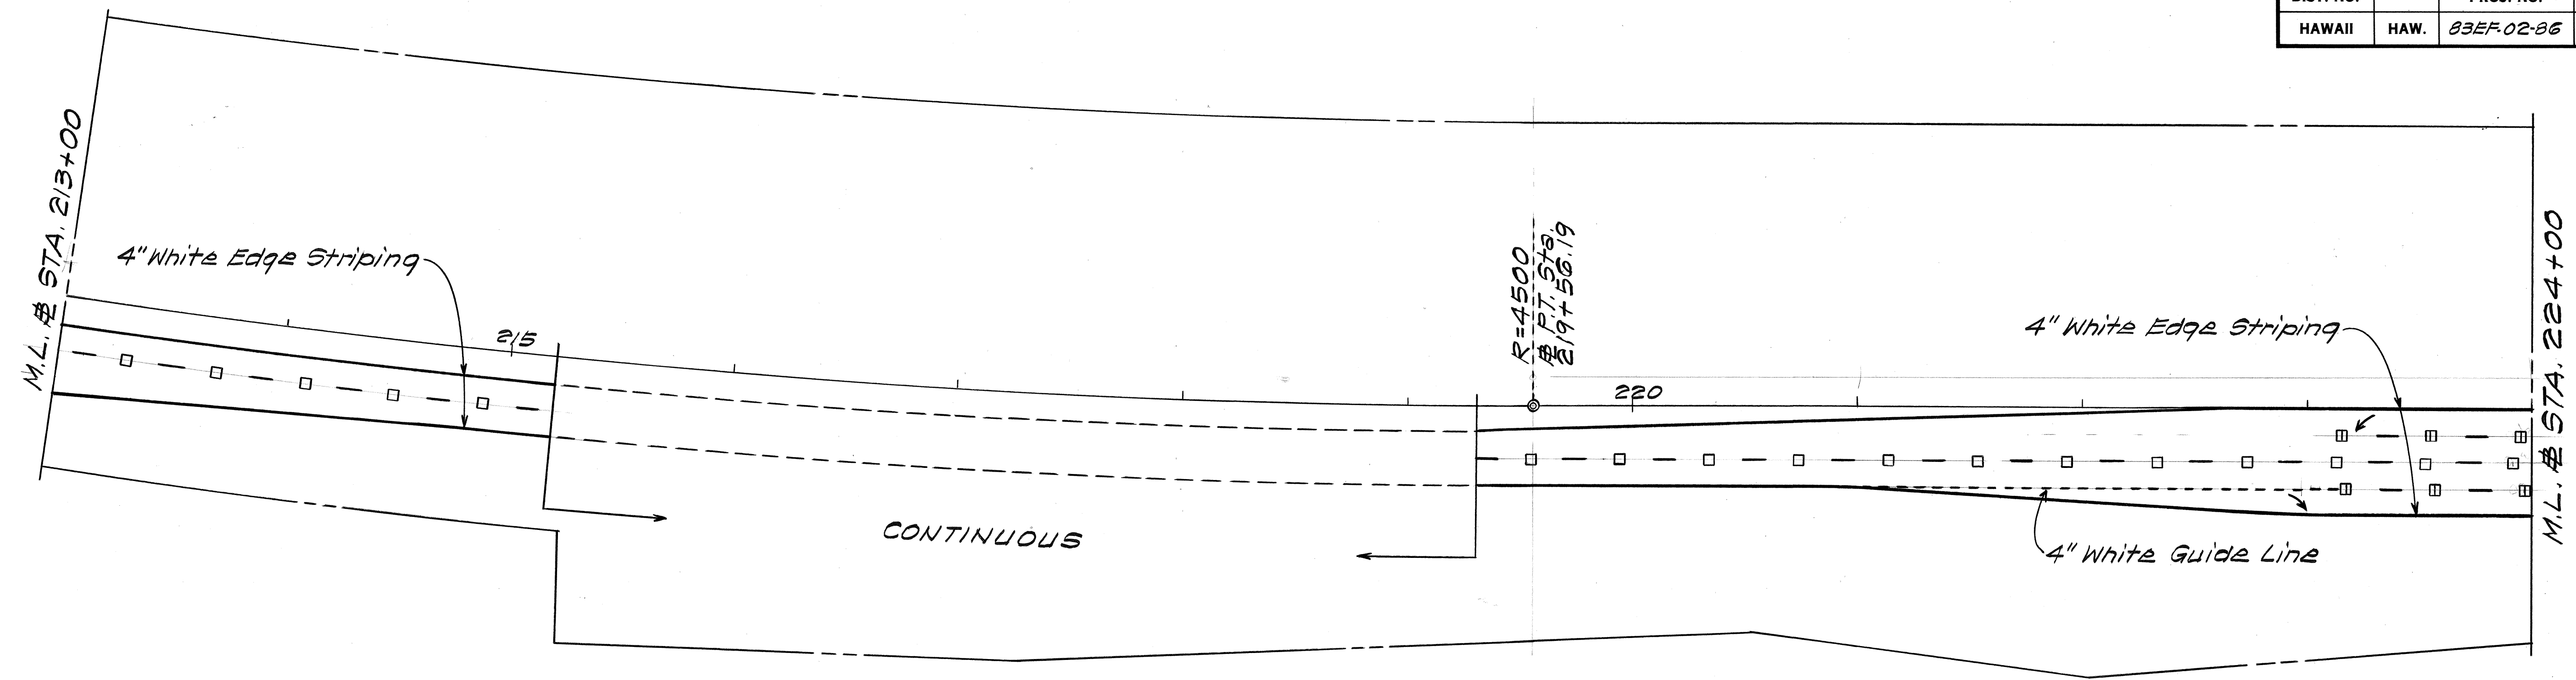 HAWAII HAW. 83EF-02-86
M.L. ℄ STA. 213+00
4" White Edge Striping
215
R=4500
℄ P.T. Sta.
219+56.19
220
4" White Edge Striping
M.L. ℄ STA. 224+00
CONTINUOUS
4" White Guide Line